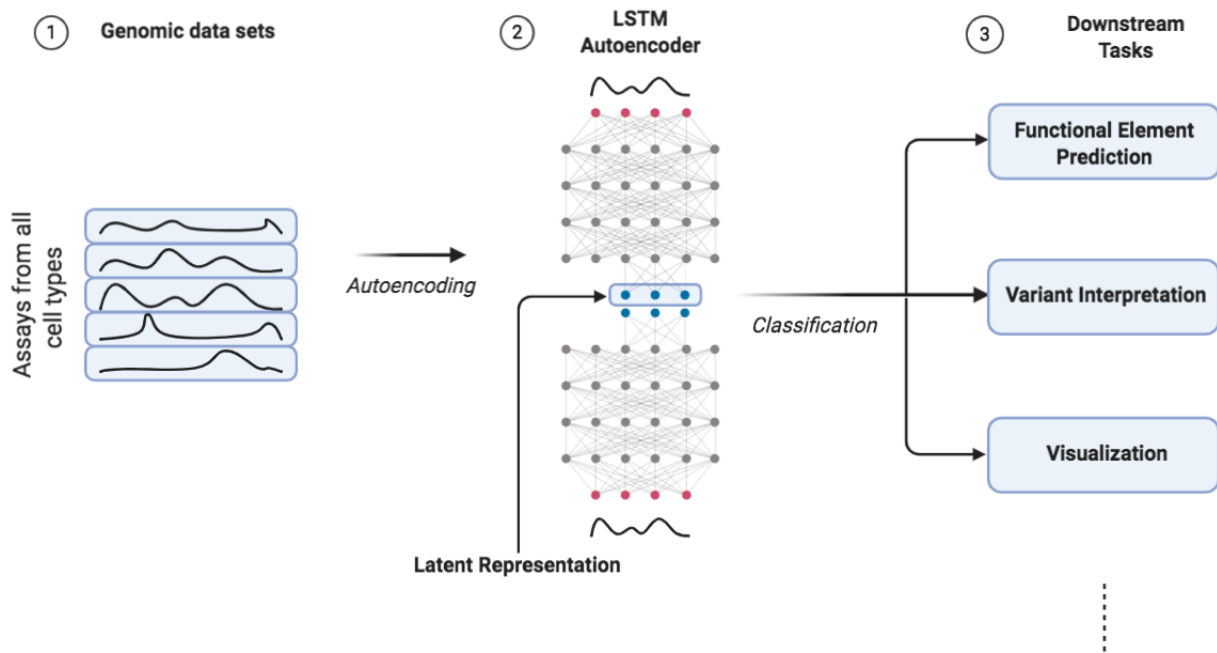 1
Genomic data sets
2
LSTM
Autoencoder
3
Downstream
Tasks
Assays from all
cell types
Autoencoding
Latent Representation
Classification
Functional Element
Prediction
Variant Interpretation
Visualization